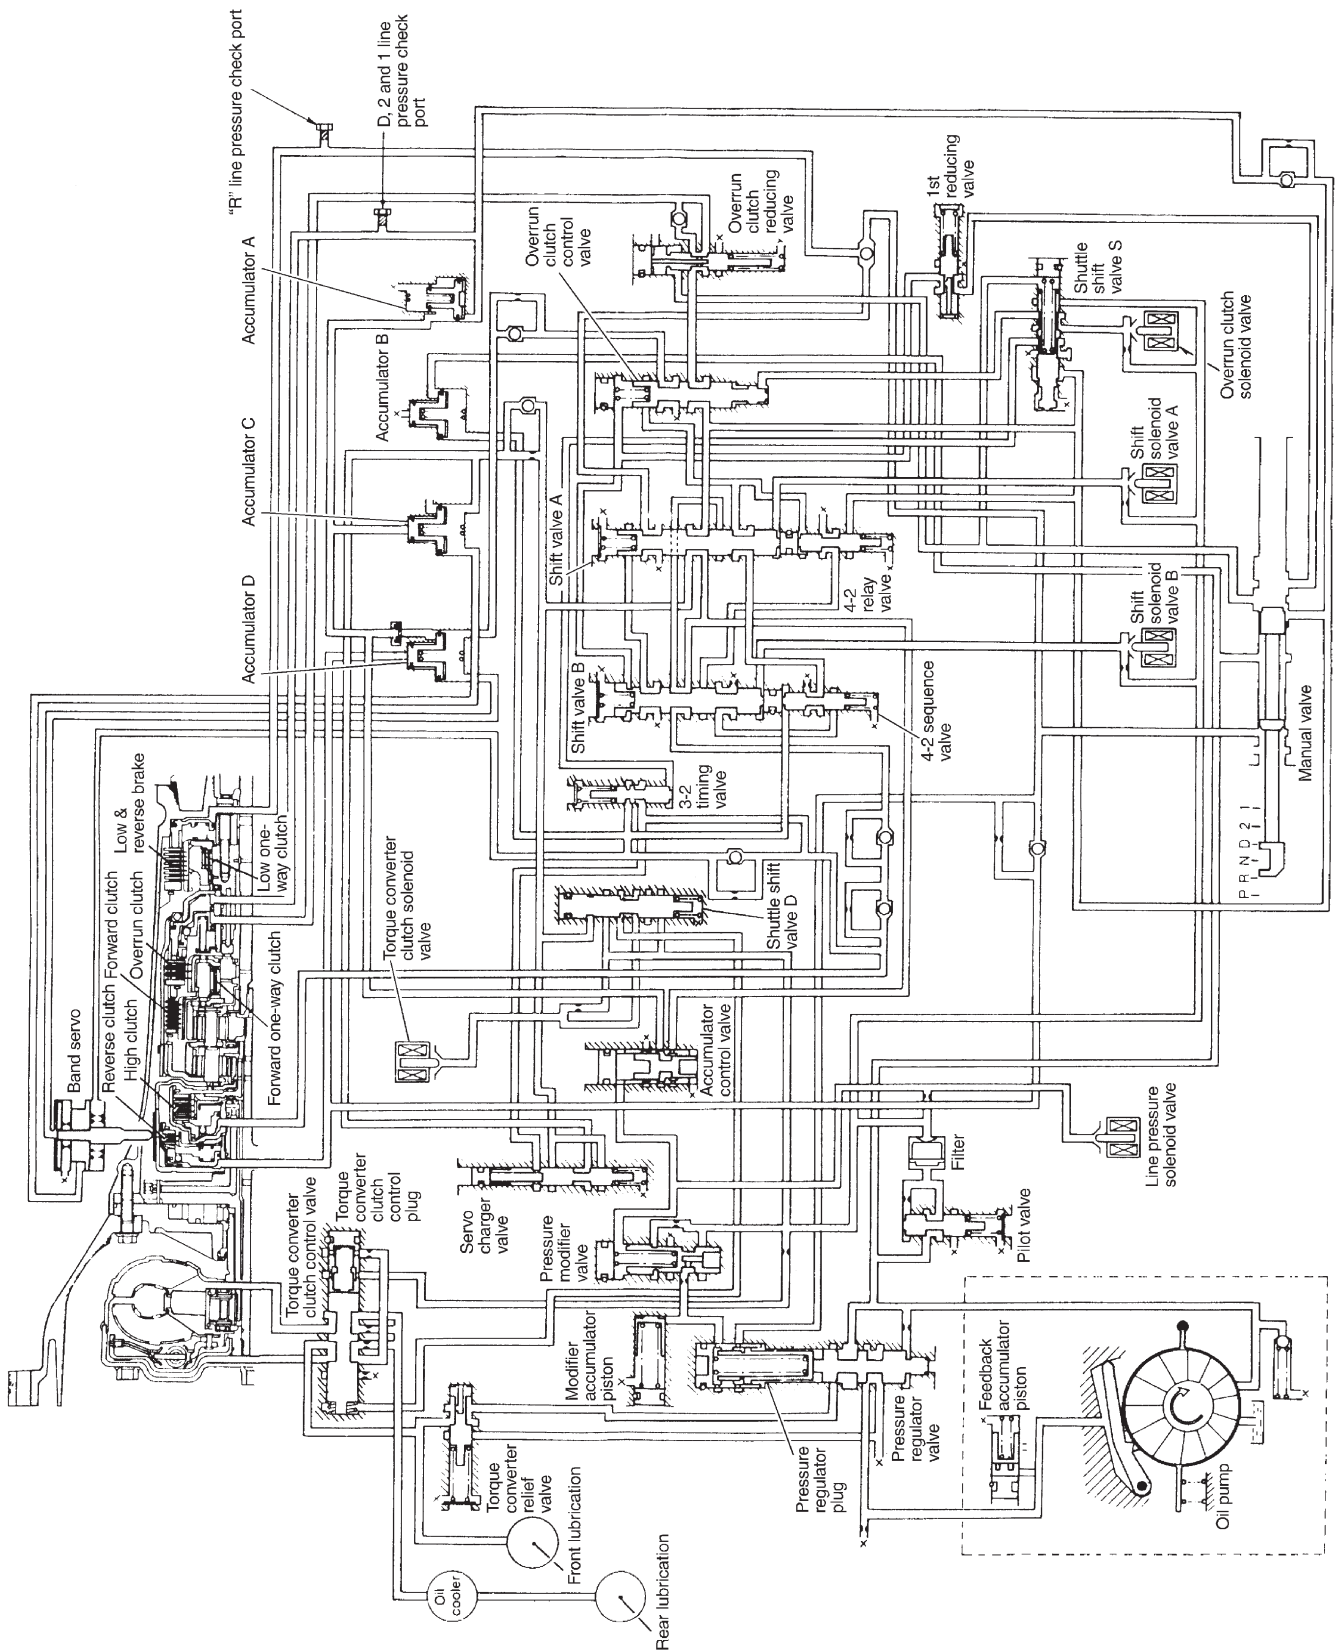 "R" line pressure check port
D, 2 and 1 line
pressure check
port
Accumulator A
Accumulator B
Accumulator C
Accumulator D
Overrun
clutch
reducing
valve
Overrun
clutch
control
valve
1st
reducing
valve
Shuttle
shift
valve S
Overrun clutch
solenoid valve
Shift
solenoid
valve A
Shift
solenoid
valve B
Shift valve A
4-2
relay
valve
Shift valve B
4-2 sequence
valve
3-2
timing
valve
Manual valve
P R N D 2 1
Low &
reverse brake
Low one-
way clutch
Forward clutch
Overrun clutch
Reverse clutch
High clutch
Forward one-way clutch
Band servo
Torque converter
clutch solenoid
valve
Shuttle shift
valve D
Accumulator
control valve
Line pressure
solenoid valve
Filter
Pilot valve
Torque converter
clutch control valve
Torque
converter
clutch
control
plug
Servo
charger
valve
Pressure
modifier
valve
Modifier
accumulator
piston
Feedback
accumulator
piston
Pressure
regulator
valve
Pressure
regulator
plug
Oil pump
Torque
converter
relief
valve
Front lubrication
Oil
cooler
Rear lubrication